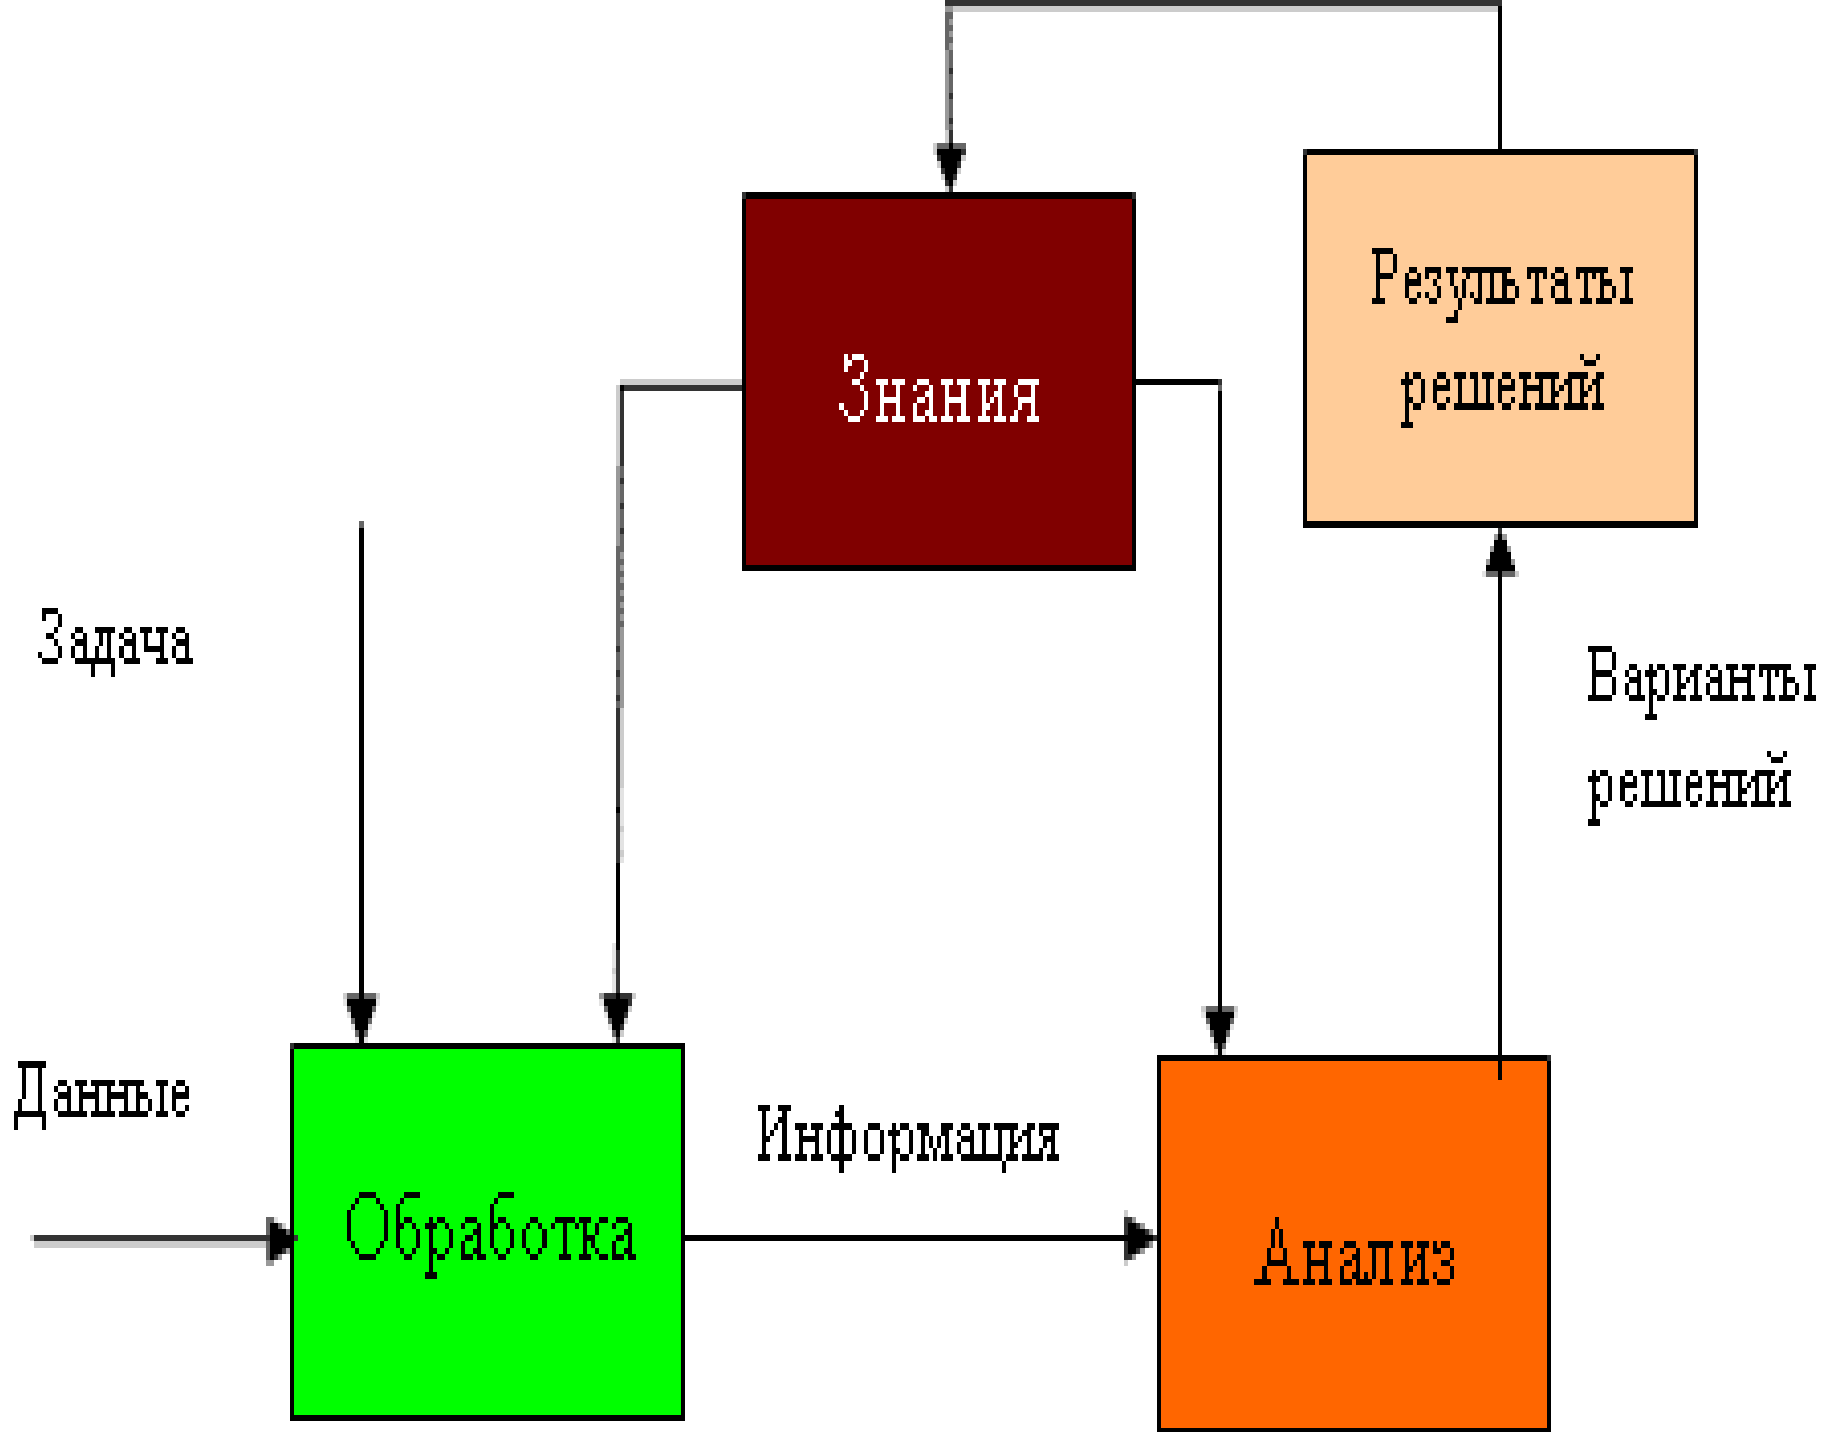 Результаты
решений
Знания
Задача
Варианты
решений
Данные
Информация
Обработка
Анализ